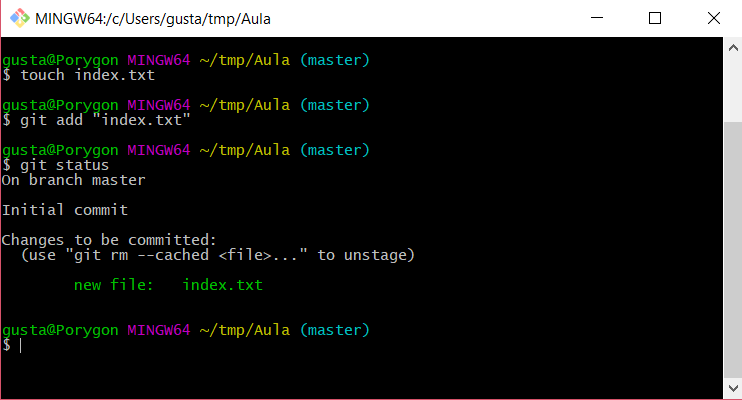 MINGW64:/c/Users/gusta/tmp/Aula
gusta@Porygon MINGW64 ~/tmp/Aula (master)
$ touch index.txt
gusta@Porygon MINGW64 ~/tmp/Aula (master)
$ git add "index.txt"
gusta@Porygon MINGW64 ~/tmp/Aula (master)
$ git status
On branch master
Initial commit
Changes to be committed:
  (use "git rm --cached <file>..." to unstage)
        new file:   index.txt
gusta@Porygon MINGW64 ~/tmp/Aula (master)
$